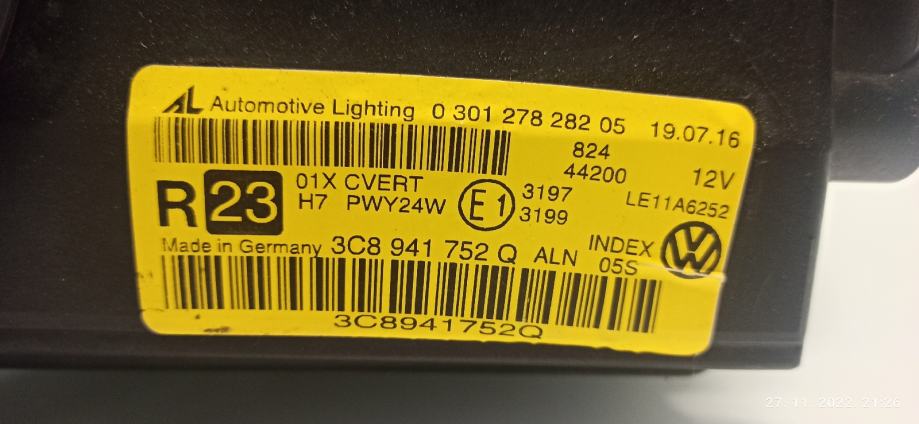 AL Automotive Lighting 0 301 278 282 05 19.07.16
824
44200 12V
R 23 01X CVERT E1 3197 LE11A6252
H7 PWY24W 3199
Made in Germany 3C8 941 752 Q ALN INDEX 05S VW
3C8941752Q
27.11.2022 21:26